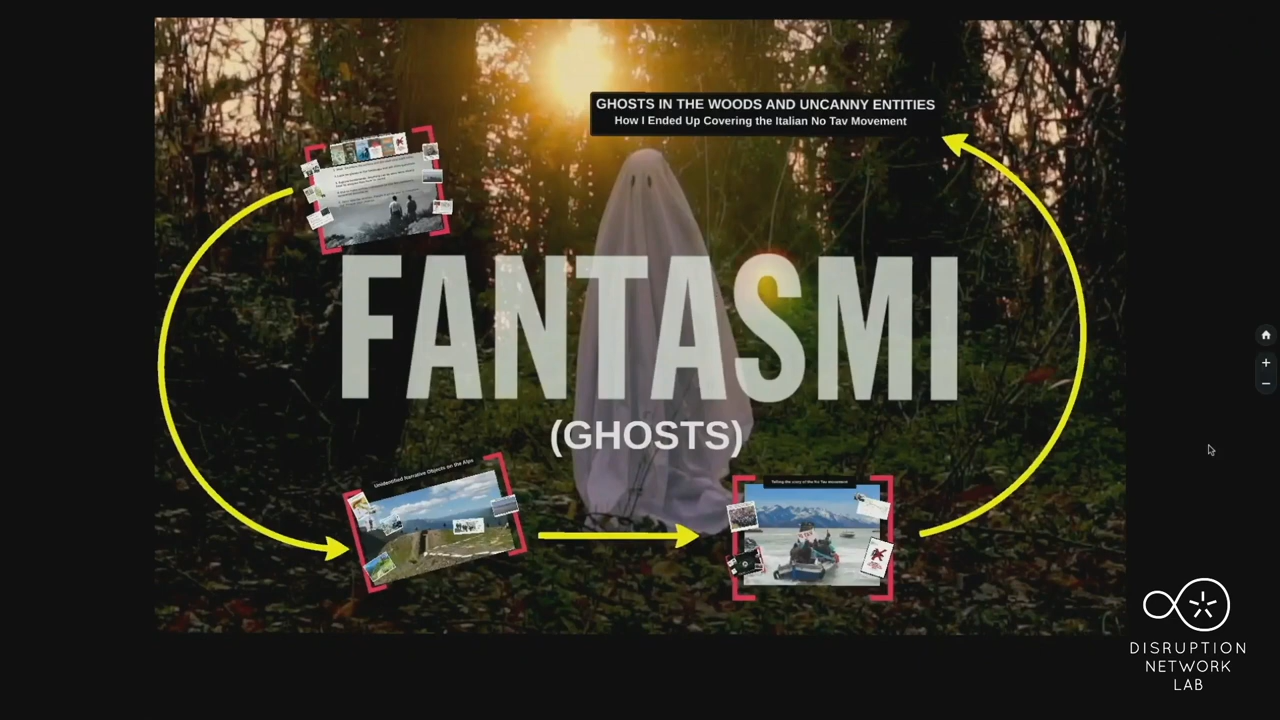 GHOSTS IN THE WOODS AND UNCANNY ENTITIES
How I Ended Up Covering the Italian No Tav Movement
FANTASMI
(GHOSTS)
Unidentified Narrative Objects on the Alps
Telling the story of the No Tav movement
DISRUPTION
NETWORK
LAB